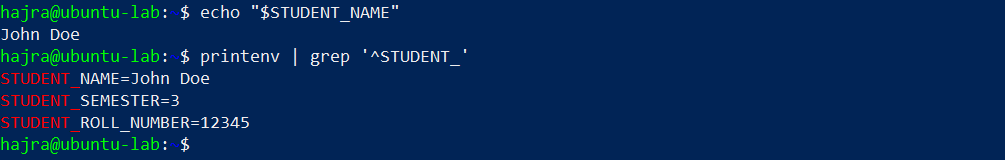 hajra@ubuntu-lab:~$ echo "$STUDENT_NAME"
John Doe
hajra@ubuntu-lab:~$ printenv | grep '^STUDENT_'
STUDENT_NAME=John Doe
STUDENT_SEMESTER=3
STUDENT_ROLL_NUMBER=12345
hajra@ubuntu-lab:~$